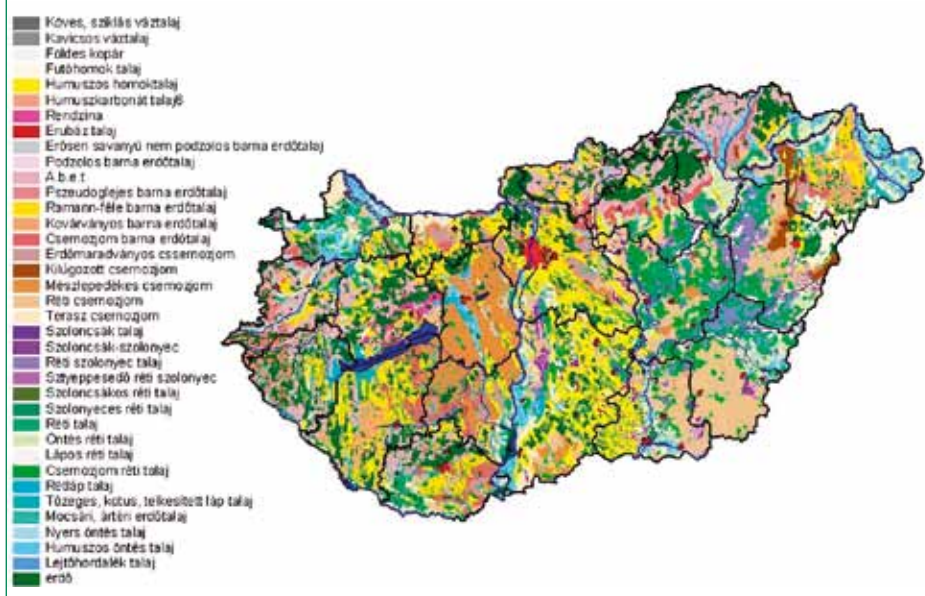 Köves, sziklás váztalaj
Kavicsos váztalaj
Földes kopár
Futóhomok talaj
Humuszos homoktalaj
Humuszkarbonát talaj8
Rendzina
Erubáz talaj
Erősen savanyú nem podzolos barna erdőtalaj
Podzolos barna erdőtalaj
A.b.e.t
Pszeudoglejes barna erdőtalaj
Ramann-féle barna erdőtalaj
Kovárványos barna erdőtalaj
Csernozjom barna erdőtalaj
Erdőmaradványos cssernozjom
Kilúgozott csernozjom
Mészlepedékes csernozjom
Réti csernozjom
Terasz csernozjom
Szoloncsák talaj
Szoloncsák-szolonyec
Réti szolonyec talaj
Sztyeppesedő réti szolonyec
Szoloncsákos réti talaj
Szolonyeces réti talaj
Réti talaj
Öntés réti talaj
Lápos réti talaj
Csernozjom réti talaj
Rétláp talaj
Tőzeges, kotus, telkesített láp talaj
Mocsári, ártéri erdőtalaj
Nyers öntés talaj
Humuszos öntés talaj
Lejtőhordalék talaj
erdő